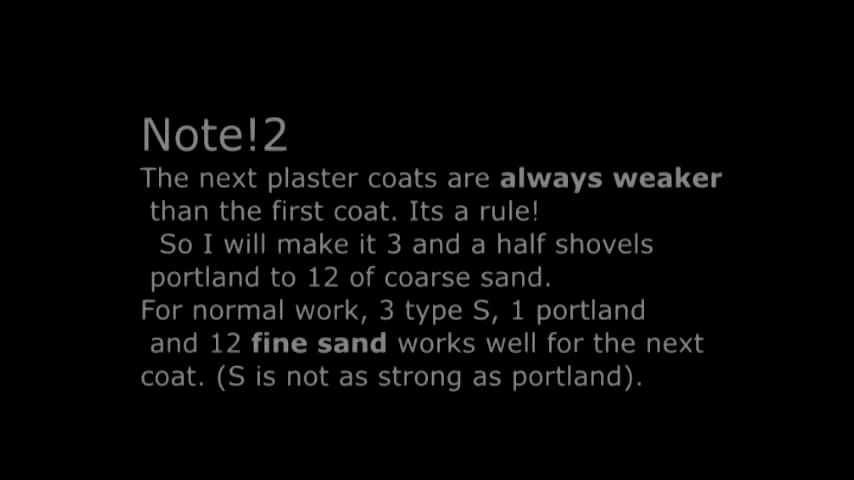 Note!2
The next plaster coats are always weaker
than the first coat. Its a rule!
So I will make it 3 and a half shovels
portland to 12 of coarse sand.
For normal work, 3 type S, 1 portland
and 12 fine sand works well for the next
coat. (S is not as strong as portland).